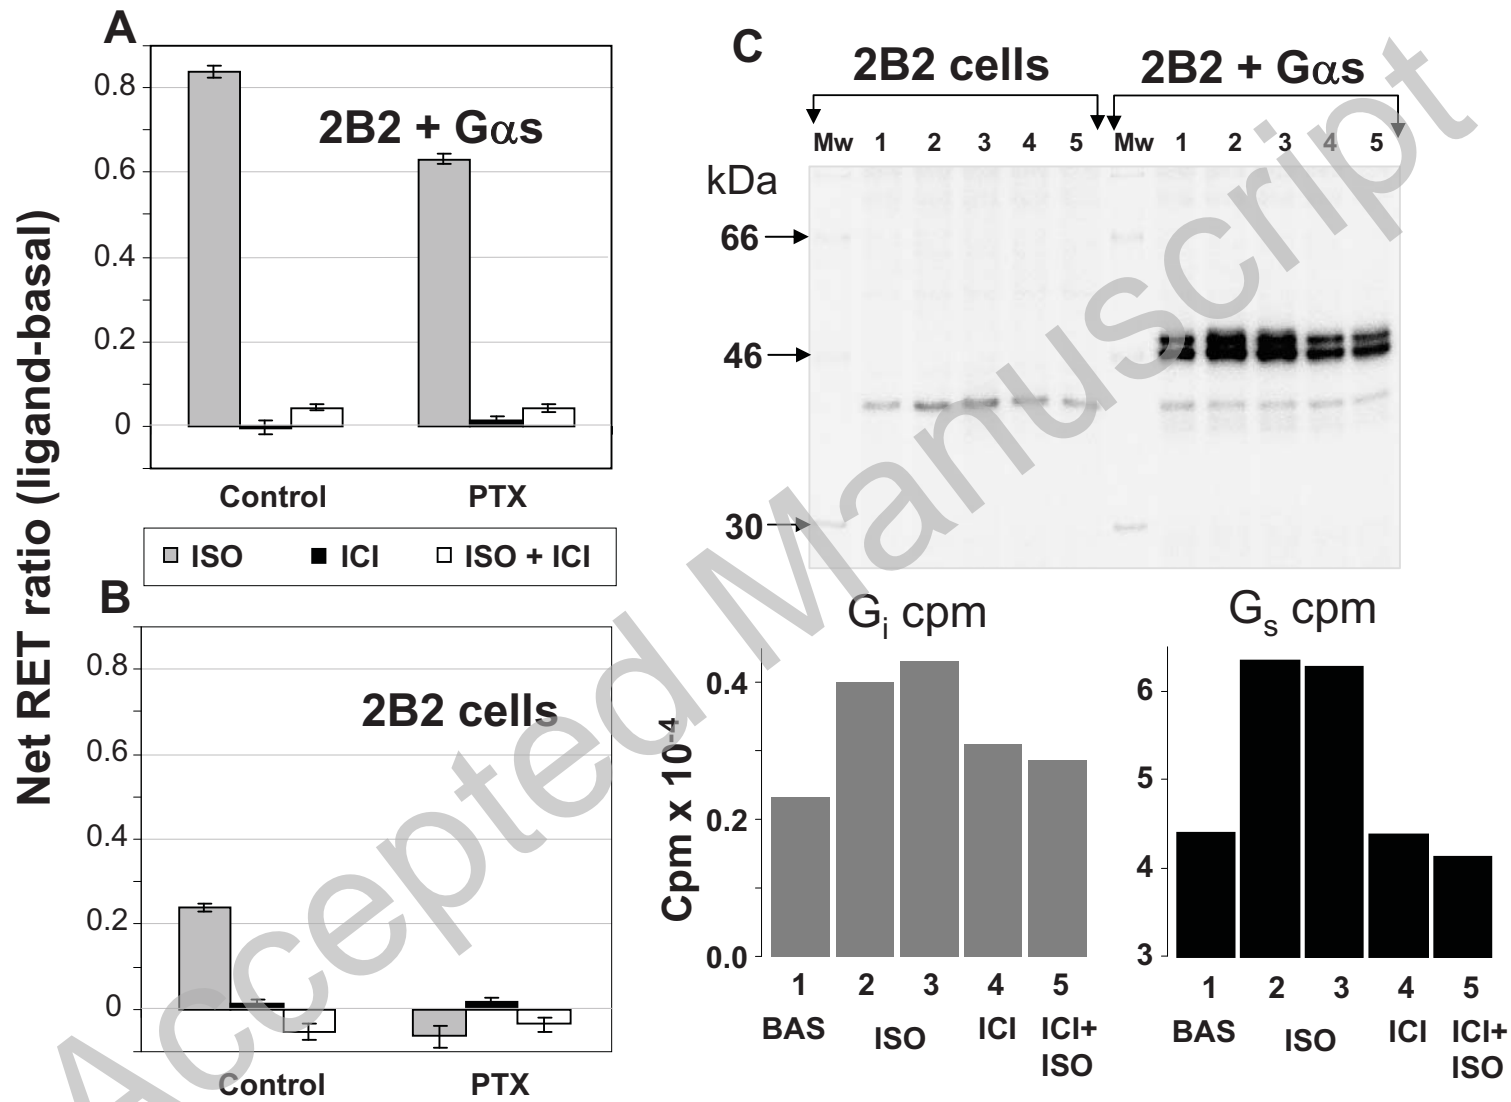 A
0.8
0.6
0.4
0.2
0
2B2 + Gαs
Control
PTX
ISO
ICI
ISO + ICI
Net RET ratio (ligand-basal)
B
0.8
0.6
0.4
0.2
0
2B2 cells
Control
PTX
C
2B2 cells
2B2 + Gαs
Mw 1 2 3 4 5 Mw 1 2 3 4 5
kDa
66
46
30
Gi cpm
Cpm x 10-4
0.4
0.2
0.0
1 2 3 4 5
BAS ISO ICI ICI+
ISO
Gs cpm
6
5
4
3
1 2 3 4 5
BAS ISO ICI ICI+
ISO
Accepted Manuscript